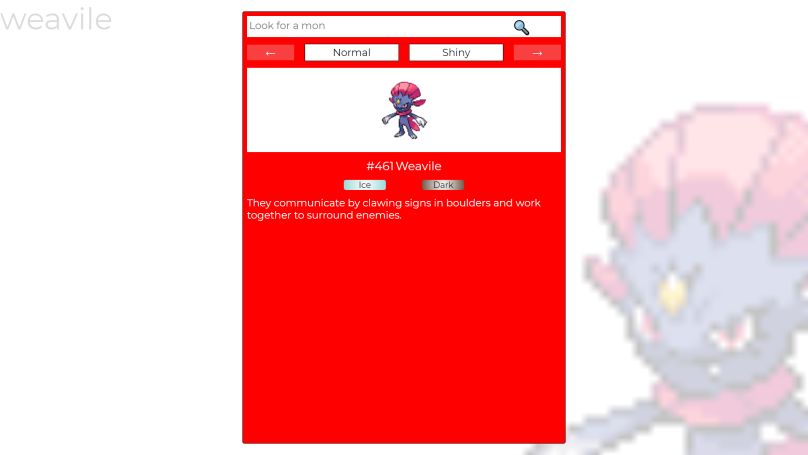 weavile
Look for a mon
← Normal Shiny →
#461 Weavile
Ice Dark
They communicate by clawing signs in boulders and work
together to surround enemies.